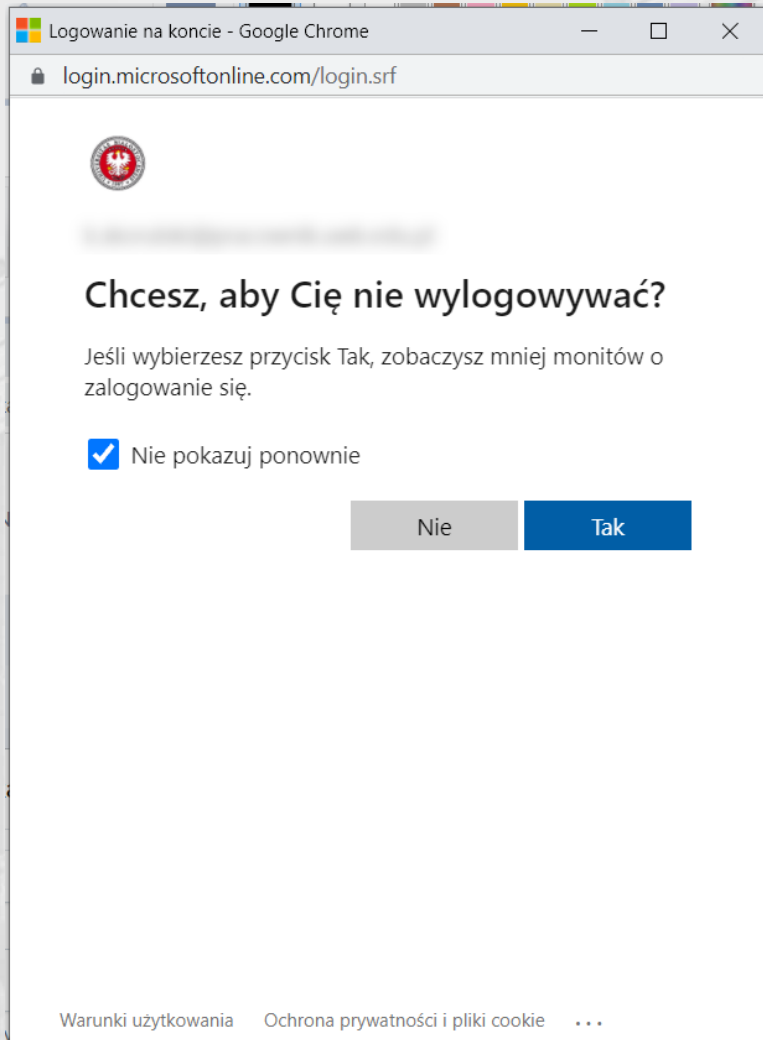 Logowanie na koncie - Google Chrome
login.microsoftonline.com/login.srf
Chcesz, aby Cię nie wylogowywać?
Jeśli wybierzesz przycisk Tak, zobaczysz mniej monitów o
zalogowanie się.
Nie pokazuj ponownie
Nie Tak
Warunki użytkowania Ochrona prywatności i pliki cookie ...